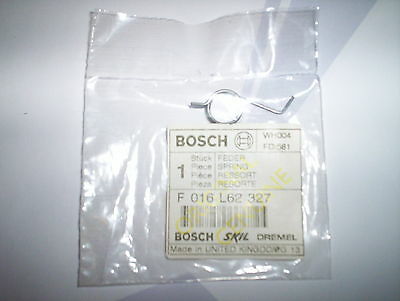 BOSCH WH004
FD:581
1 Stück FEDER
Piece SPRING
Pièce RESSORT
Pieza RESORTE
F 016 L62 327
BOSCH SKIL DREMEL
Made in UNITED KINGDOM